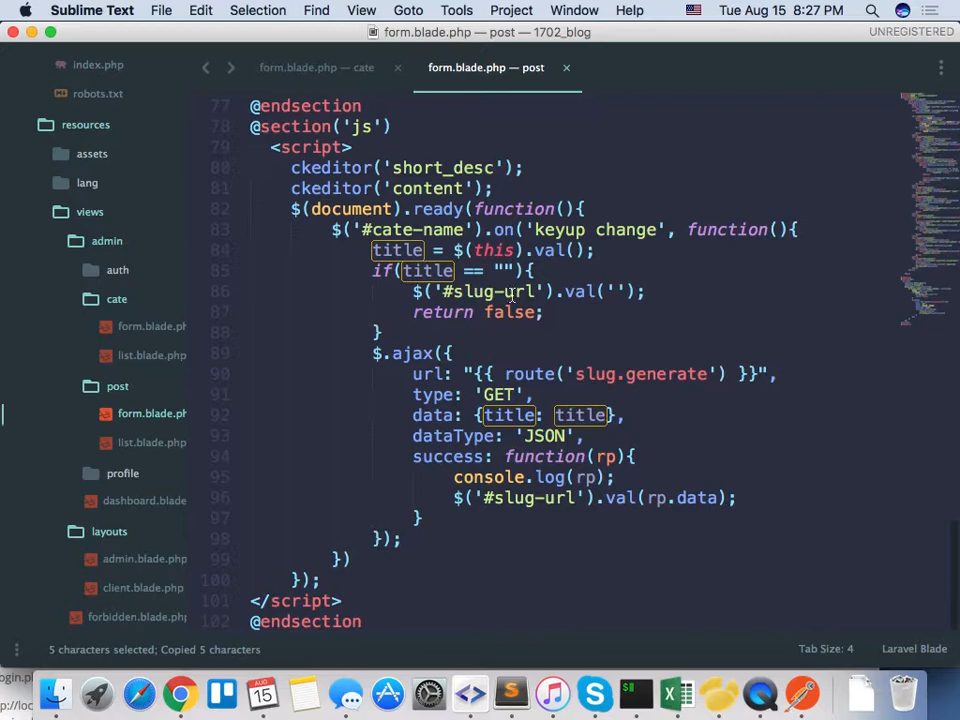 Sublime Text File Edit Selection Find View Goto Tools Project Window Help Tue Aug 15 8:27 PM
form.blade.php — post — 1702_blog UNREGISTERED
index.php
robots.txt
resources
assets
lang
views
admin
auth
cate
form.blade.php
list.blade.php
post
form.blade.ph
list.blade.php
profile
dashboard.blade
layouts
admin.blade.php
client.blade.php
forbidden.blade.ph
form.blade.php — cate × form.blade.php — post ×
77 @endsection
78 @section('js')
79 <script>
80 ckeditor('short_desc');
81 ckeditor('content');
82 $(document).ready(function(){
83 $('#cate-name').on('keyup change', function(){
84 title = $(this).val();
85 if(title == ""){
86 $('#slug-url').val('');
87 return false;
88 }
89 $.ajax({
90 url: "{{ route('slug.generate') }}",
91 type: 'GET',
92 data: {title: title},
93 dataType: 'JSON',
94 success: function(rp){
95 console.log(rp);
96 $('#slug-url').val(rp.data);
97 }
98 });
99 })
100 });
101 </script>
102 @endsection
5 characters selected; Copied 5 characters Tab Size: 4 Laravel Blade
ogin.p
p://loc
AUG
15